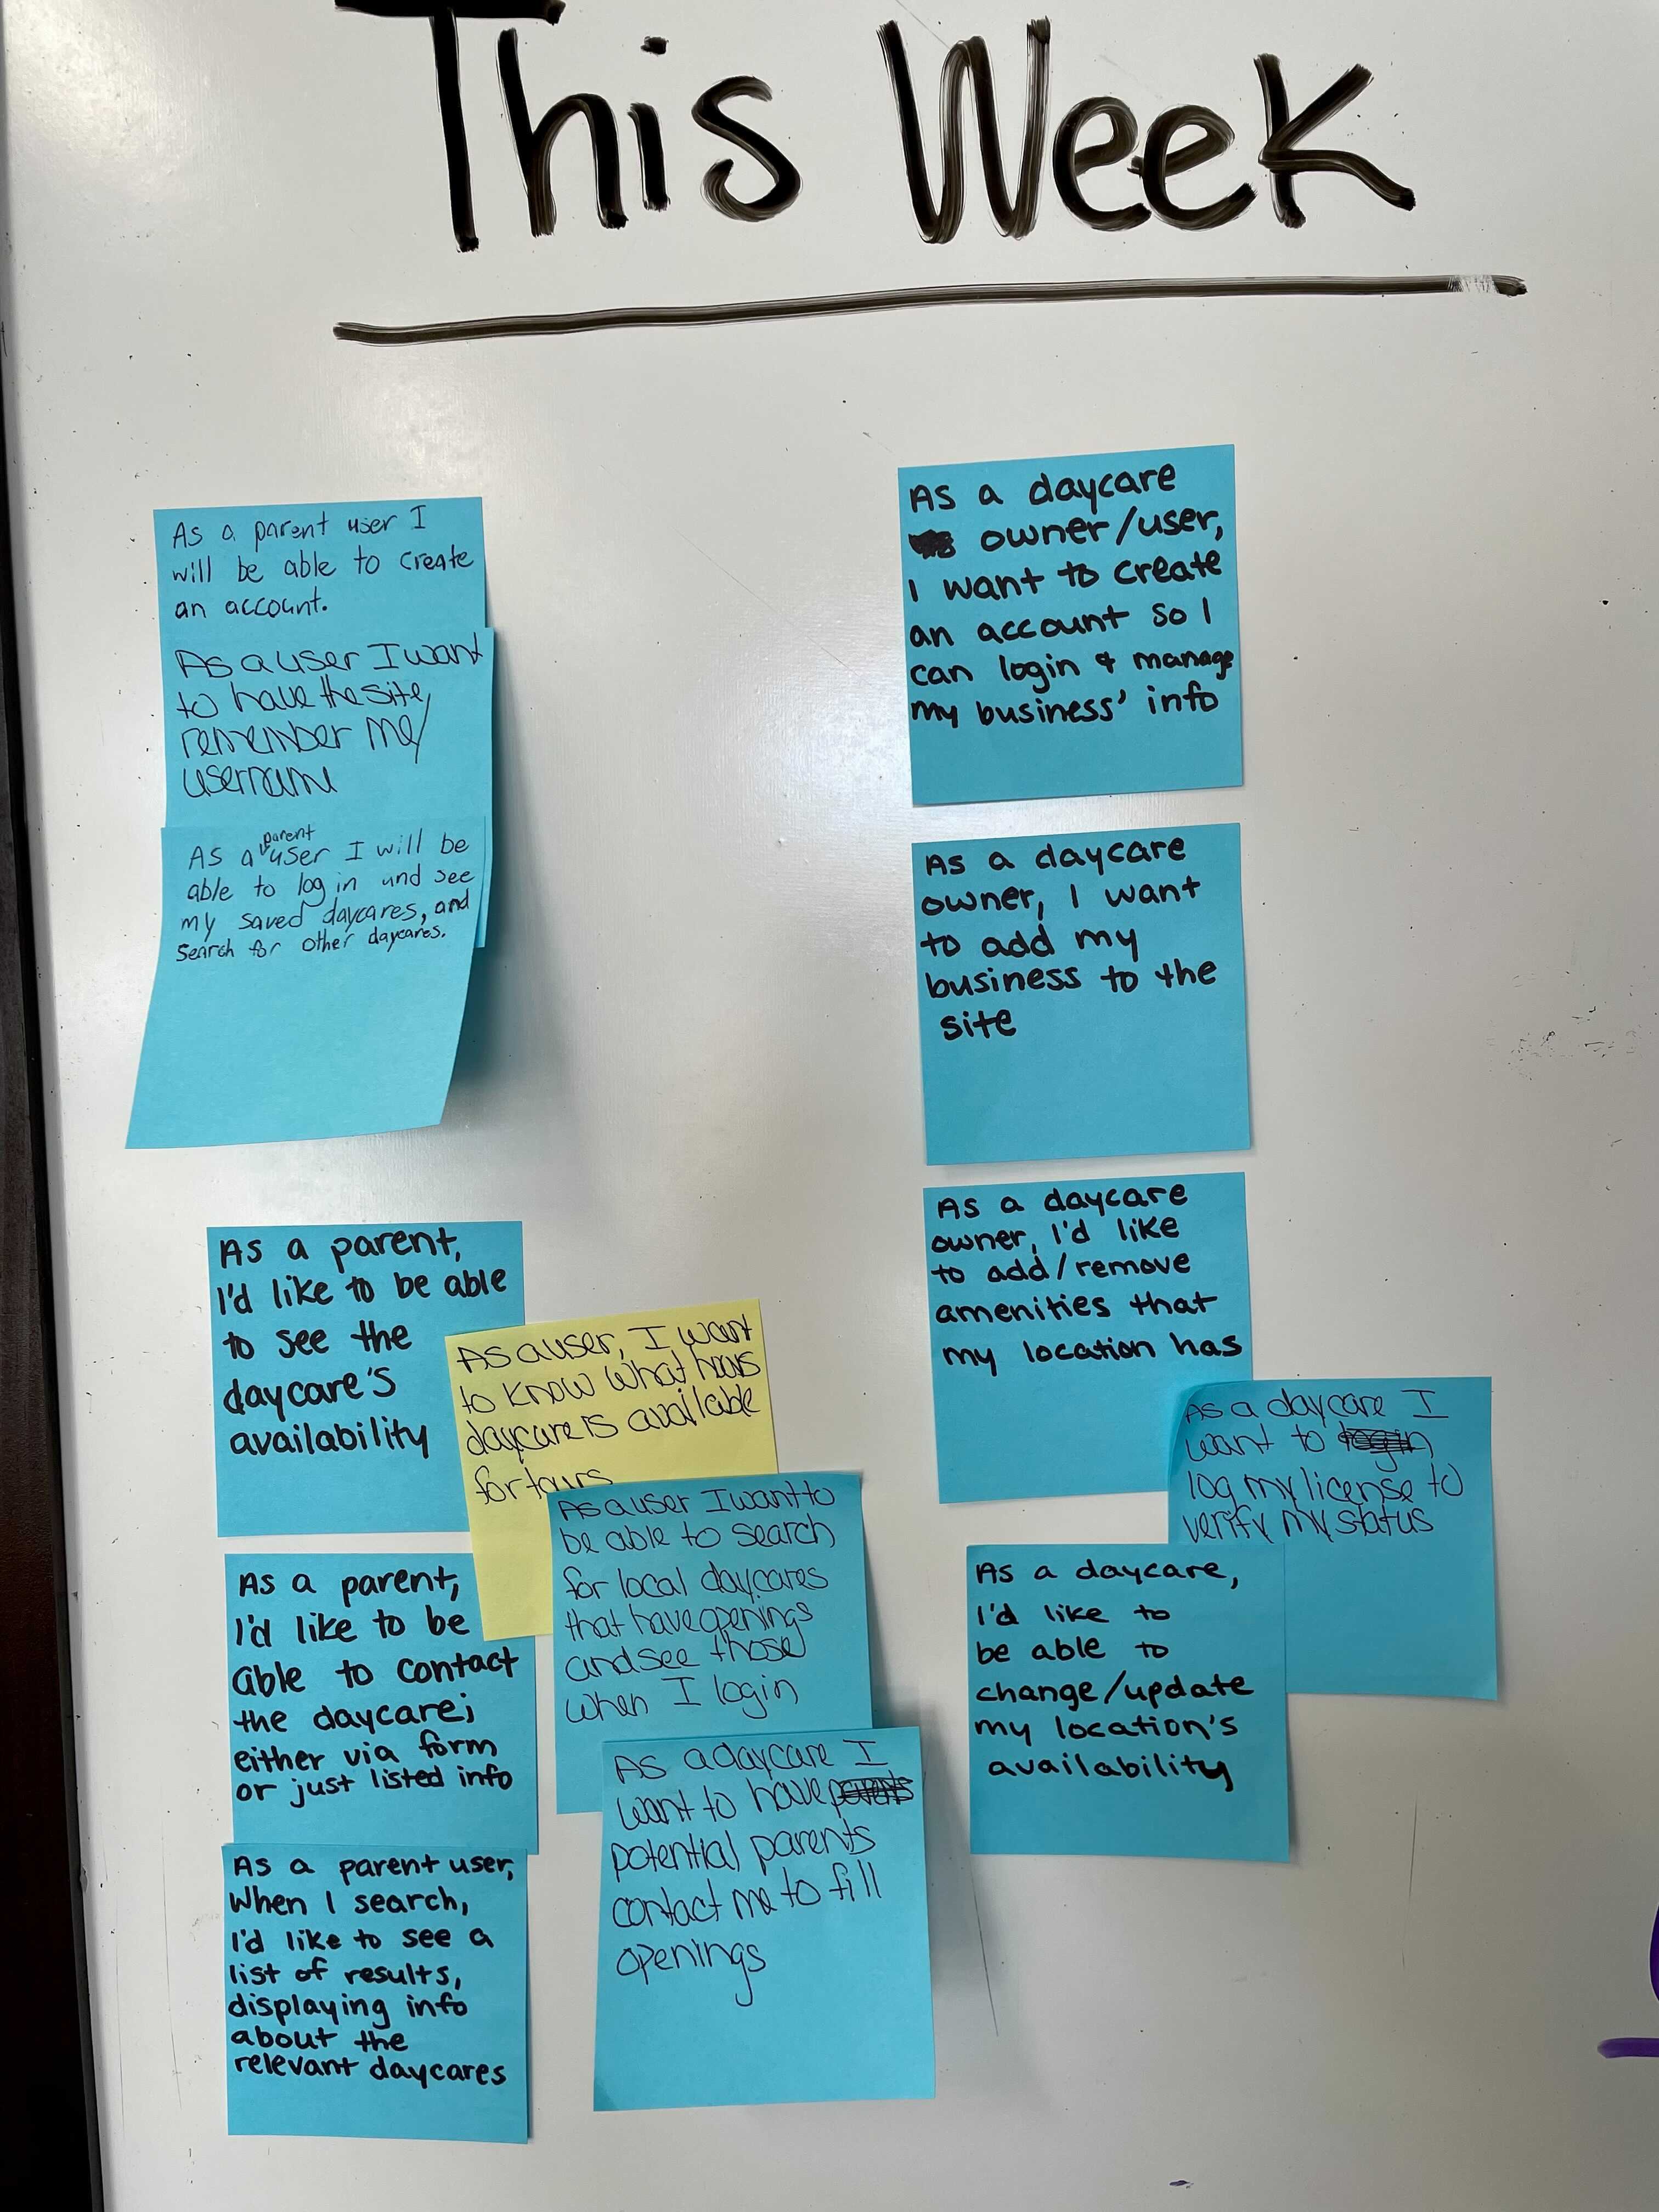 This Week
As a parent user I
will be able to create
an account.
As a user I want
to have the site
remember me/
username
parent
As a user I will be
able to log in und see
my saved daycares, and
search for other daycares.
As a parent,
I'd like to be able
to see the
daycare's
availability
As a user, I want
to know what hours
daycare is available
for tours
As a parent,
I'd like to be
able to contact
the daycare;
either via form
or just listed info
As a user I want to
be able to search
for local daycares
that have openings
and see those
when I login
As a parent user,
when I search,
I'd like to see a
list of results,
displaying info
about the
relevant daycares
As a daycare I
want to have parents
potential parents
contact me to fill
openings
As a daycare
owner/user,
I want to create
an account so I
can login & manage
my business' info
As a daycare
owner, I want
to add my
business to the
site
As a daycare
owner, I'd like
to add/remove
amenities that
my location has
As a daycare I
want to login
log my license to
verify my status
As a daycare,
I'd like to
be able to
change/update
my location's
availability